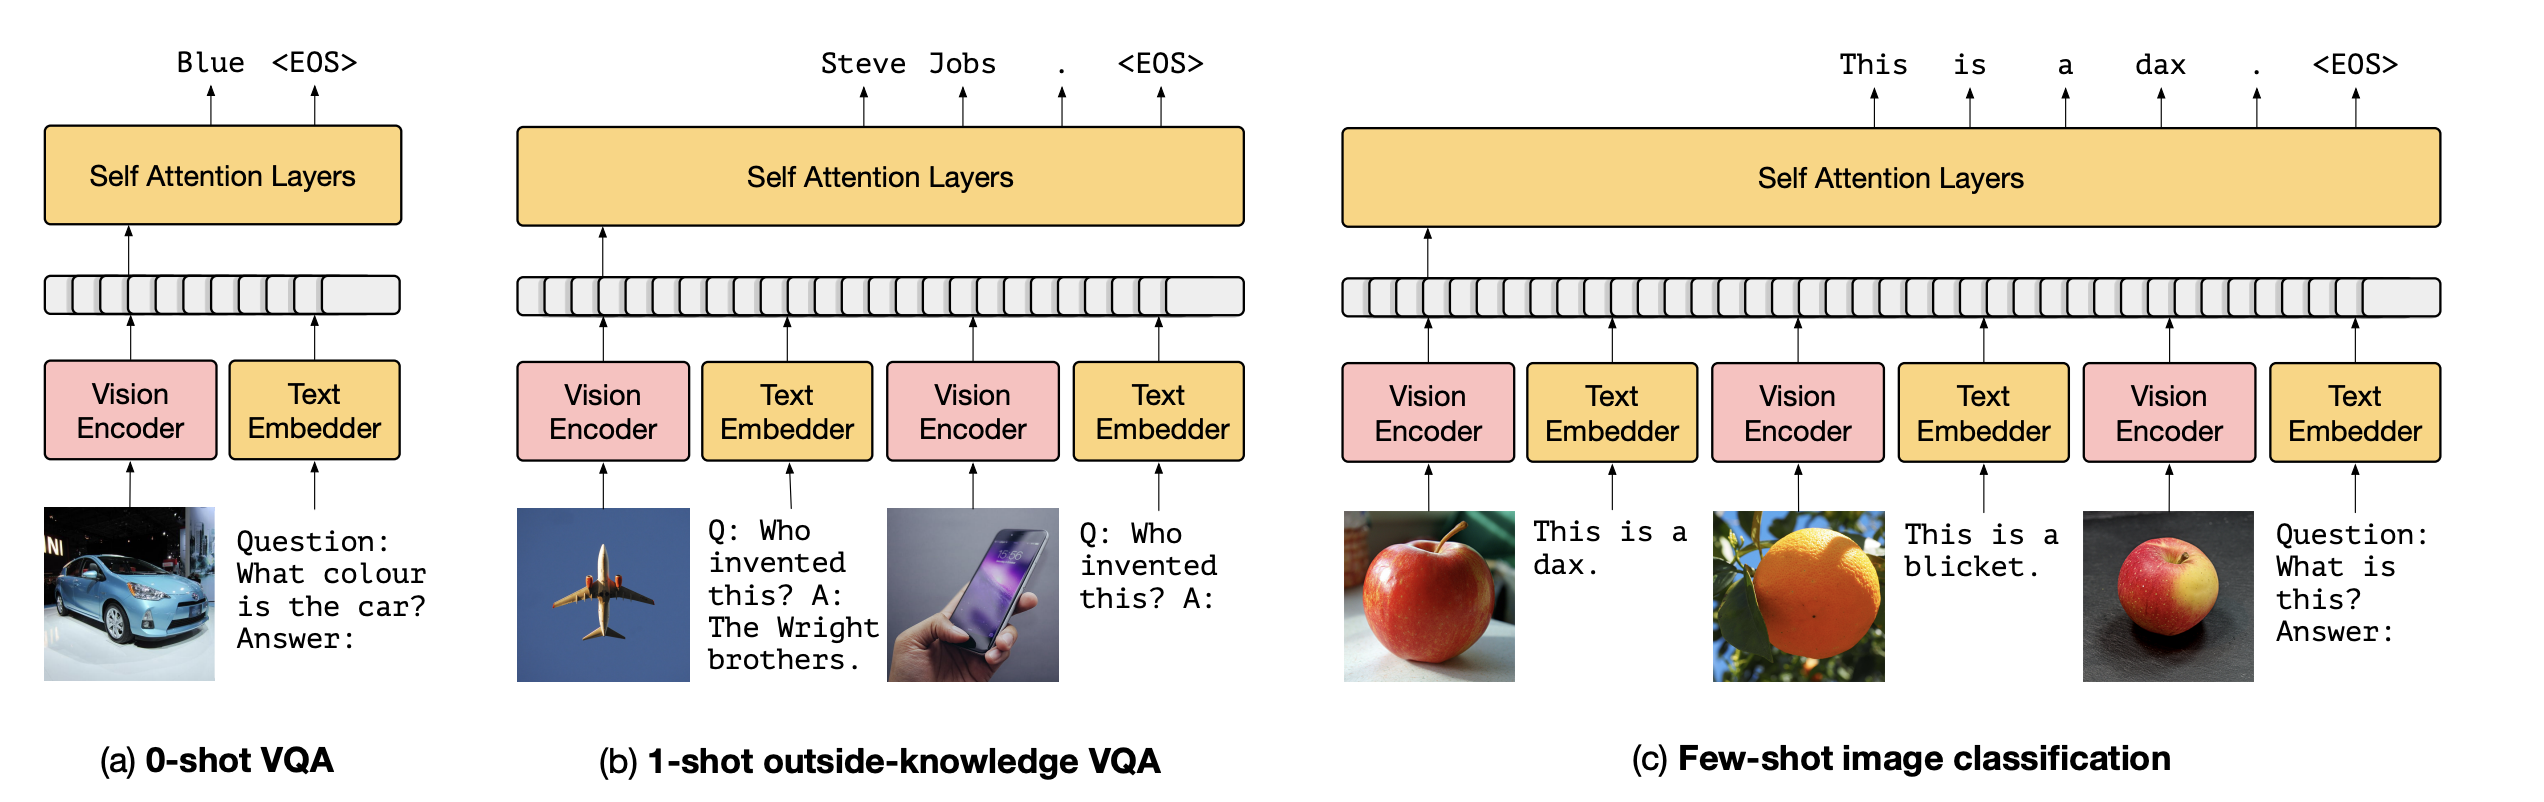 Blue <EOS>
Self Attention Layers
Vision
Encoder
Text
Embedder
NI
Question:
What colour
is the car?
Answer:
(a) 0-shot VQA
Steve Jobs . <EOS>
Self Attention Layers
Vision
Encoder
Text
Embedder
Vision
Encoder
Text
Embedder
Q: Who
invented
this? A:
The Wright
brothers.
15:56
Q: Who
invented
this? A:
(b) 1-shot outside-knowledge VQA
This is a dax . <EOS>
Self Attention Layers
Vision
Encoder
Text
Embedder
Vision
Encoder
Text
Embedder
Vision
Encoder
Text
Embedder
This is a
dax.
This is a
blicket.
Question:
What is
this?
Answer:
(c) Few-shot image classification